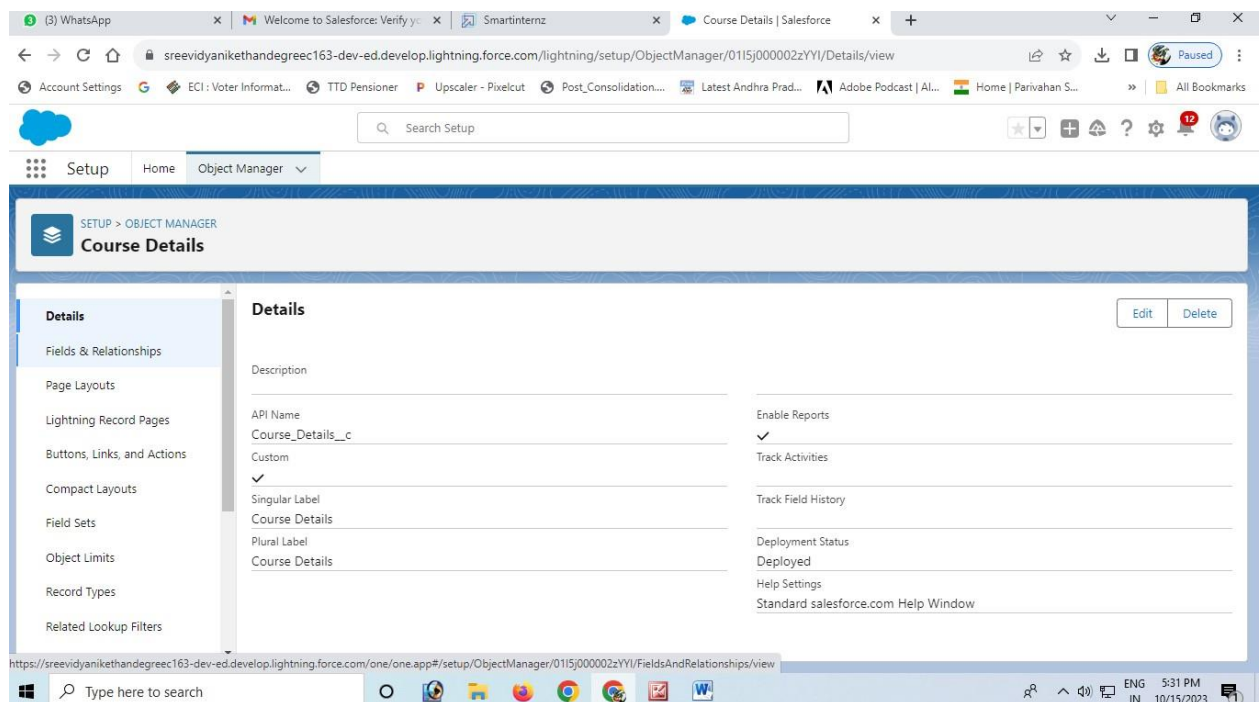 (3) WhatsApp
Welcome to Salesforce: Verify yo
Smartinternz
Course Details | Salesforce
sreevidyanikethandegreec163-dev-ed.develop.lightning.force.com/lightning/setup/ObjectManager/01I5j000002zYYI/Details/view
Paused
Account Settings
ECI : Voter Informat...
TTD Pensioner
Upscaler - Pixelcut
Post_Consolidation....
Latest Andhra Prad...
Adobe Podcast | AI...
Home | Parivahan S...
»
All Bookmarks
Search Setup
12
Setup
Home
Object Manager
SETUP > OBJECT MANAGER
Course Details
Details
Fields & Relationships
Page Layouts
Lightning Record Pages
Buttons, Links, and Actions
Compact Layouts
Field Sets
Object Limits
Record Types
Related Lookup Filters
Details
Edit
Delete
Description
API Name
Course_Details__c
Custom
Singular Label
Course Details
Plural Label
Course Details
Enable Reports
Track Activities
Track Field History
Deployment Status
Deployed
Help Settings
Standard salesforce.com Help Window
https://sreevidyanikethandegreec163-dev-ed.develop.lightning.force.com/one/one.app#/setup/ObjectManager/01I5j000002zYYI/FieldsAndRelationships/view
Type here to search
ENG
IN
5:31 PM
10/15/2023
1